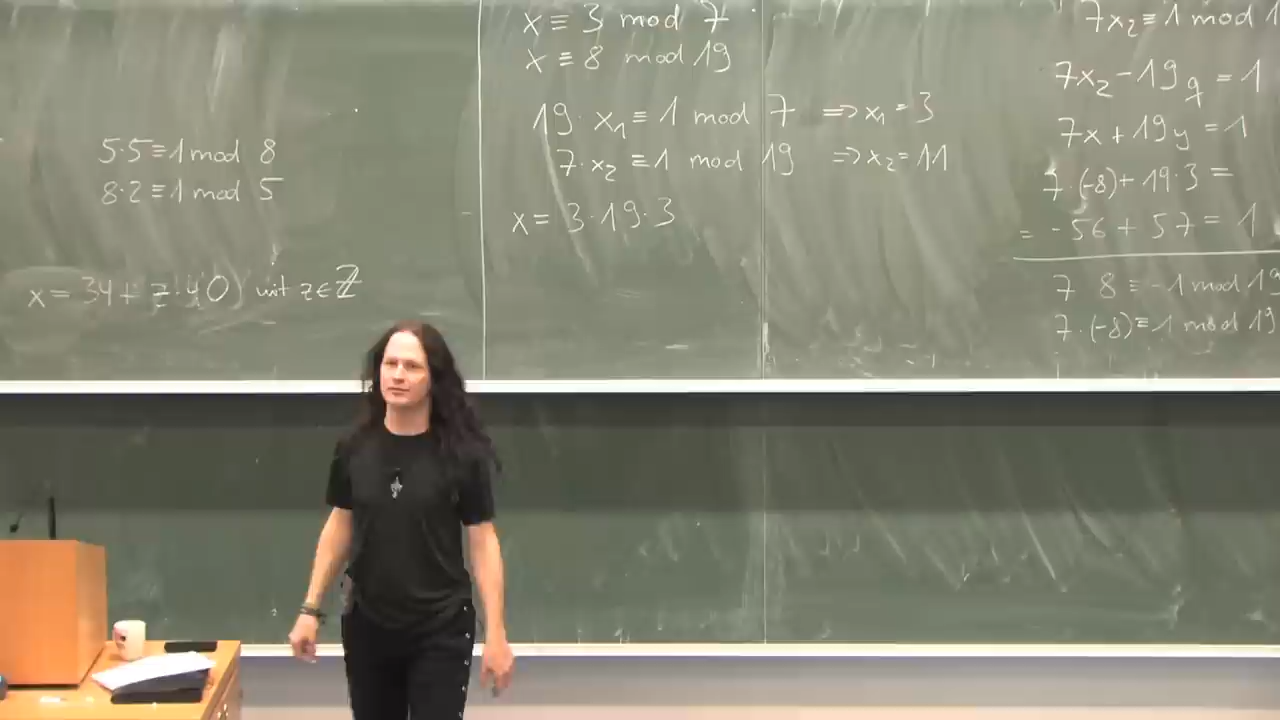 5·5≡1 mod 8
8·2≡1 mod 5
x = 34 + z·40 mit z∈ℤ
x ≡ 3 mod 7
x ≡ 8 mod 19
19· x₁ ≡ 1 mod 7 ⇒ x₁ = 3
7· x₂ ≡ 1 mod 19 ⇒ x₂ = 11
x = 3·19·3
7x₂ ≡ 1 mod 1
7x₂ - 19q = 1
7x + 19y = 1
7·(-8) + 19·3 =
= -56 + 57 = 1
7 8 ≡ -1 mod 19
7·(-8) ≡ 1 mod 19